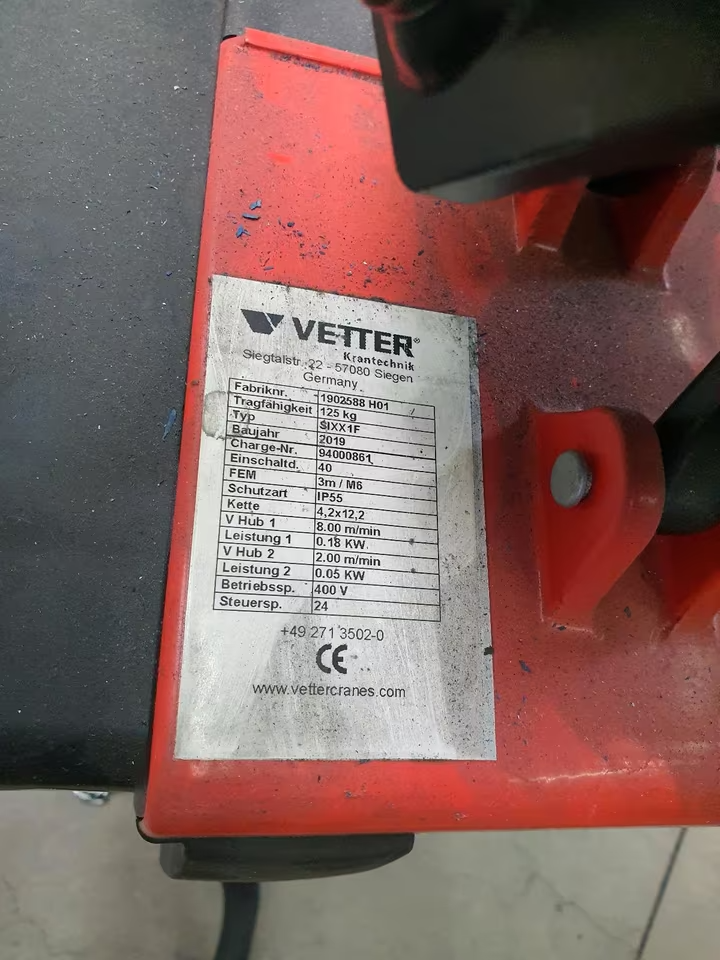 VETTER®
Krantechnik
Siegtalstr. 22 - 57080 Siegen
Germany
Fabriknr. 1902588 H01
Tragfähigkeit 125 kg
Typ SIXX1F
Baujahr 2019
Charge-Nr. 94000861
Einschaltd. 40
FEM 3m / M6
Schutzart IP55
Kette 4,2x12,2
V Hub 1 8.00 m/min
Leistung 1 0.18 KW
V Hub 2 2.00 m/min
Leistung 2 0.05 KW
Betriebssp. 400 V
Steuersp. 24
+49 271 3502-0
CE
www.vettercranes.com